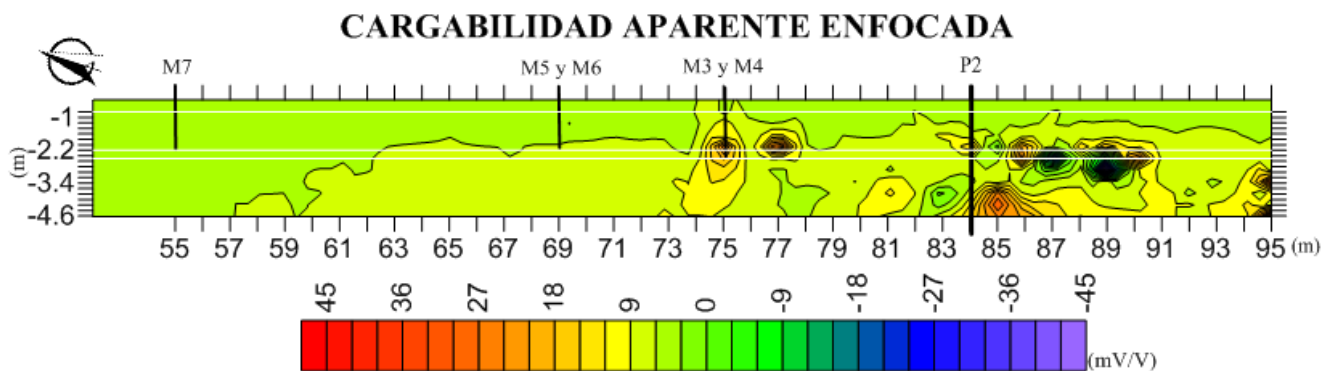 CARGABILIDAD APARENTE ENFOCADA
M7 M5 y M6 M3 y M4 P2
-1
-2.2
-3.4
-4.6
(m)
55 57 59 61 63 65 67 69 71 73 75 77 79 81 83 85 87 89 91 93 95 (m)
45 36 27 18 9 0 -9 -18 -27 -36 -45
(mV/V)